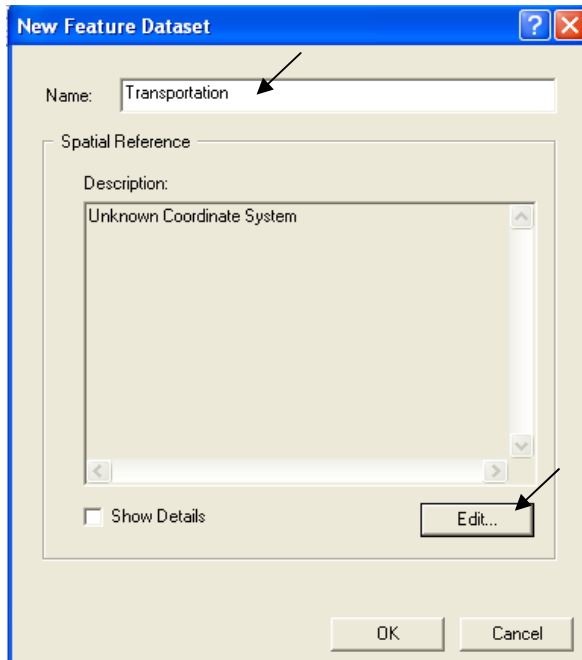 New Feature Dataset
Name: Transportation
Spatial Reference
Description:
Unknown Coordinate System
Show Details Edit...
OK Cancel